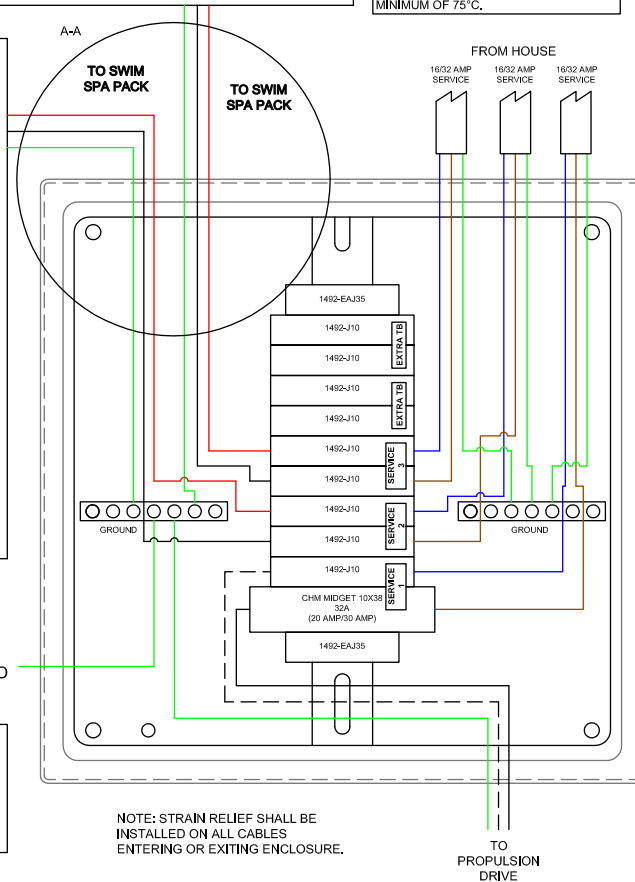 MINIMUM OF 75°C.
A-A
TO SWIM
SPA PACK
TO SWIM
SPA PACK
FROM HOUSE
16/32 AMP
SERVICE
16/32 AMP
SERVICE
16/32 AMP
SERVICE
1492-EAJ35
1492-J10
EXTRA TB
1492-J10
1492-J10
EXTRA TB
1492-J10
1492-J10
SERVICE
3
1492-J10
1492-J10
SERVICE
2
1492-J10
GROUND
GROUND
1492-J10
SERVICE
1
CHM MIDGET 10X38
32A
(20 AMP/30 AMP)
1492-EAJ35
D
NOTE: STRAIN RELIEF SHALL BE
INSTALLED ON ALL CABLES
ENTERING OR EXITING ENCLOSURE.
TO
PROPULSION
DRIVE